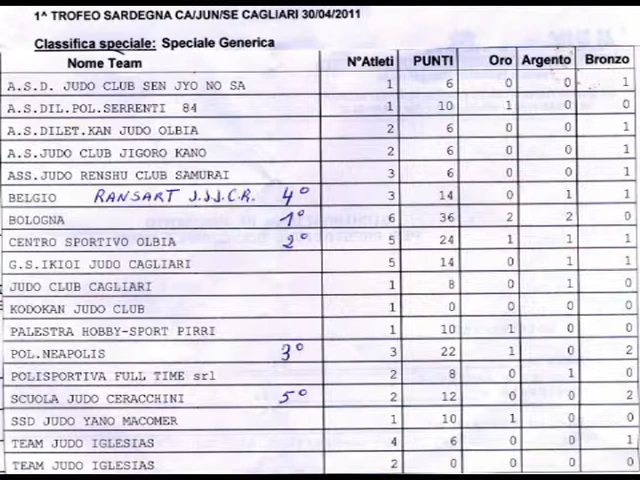 1^ TROFEO SARDEGNA CA/JUN/SE CAGLIARI 30/04/2011
Classifica speciale: Speciale Generica
Nome Team N°Atleti PUNTI Oro Argento Bronzo
A.S.D. JUDO CLUB SEN JYO NO SA 1 6 0 0 1
A.S.DIL.POL.SERRENTI 84 1 10 1 0 0
A.S.DILET.KAN JUDO OLBIA 2 6 0 0 1
A.S.JUDO CLUB JIGORO KANO 2 6 0 0 1
ASS.JUDO RENSHU CLUB SAMURAI 3 6 0 0 1
BELGIO RANSART J.J.J.C.R. 4° 3 14 0 1 1
BOLOGNA 1° 6 36 2 2 0
CENTRO SPORTIVO OLBIA 2° 5 24 1 1 1
G.S.IKIOI JUDO CAGLIARI 5 14 0 1 1
JUDO CLUB CAGLIARI 1 8 0 1 0
KODOKAN JUDO CLUB 1 0 0 0 0
PALESTRA HOBBY-SPORT PIRRI 1 10 1 0 0
POL.NEAPOLIS 3° 3 22 1 0 2
POLISPORTIVA FULL TIME srl 2 8 0 1 0
SCUOLA JUDO CERACCHINI 5° 2 12 0 0 2
SSD JUDO YANO MACOMER 1 10 1 0 0
TEAM JUDO IGLESIAS 4 6 0 0 1
TEAM JUDO IGLESIAS 2 0 0 0 0